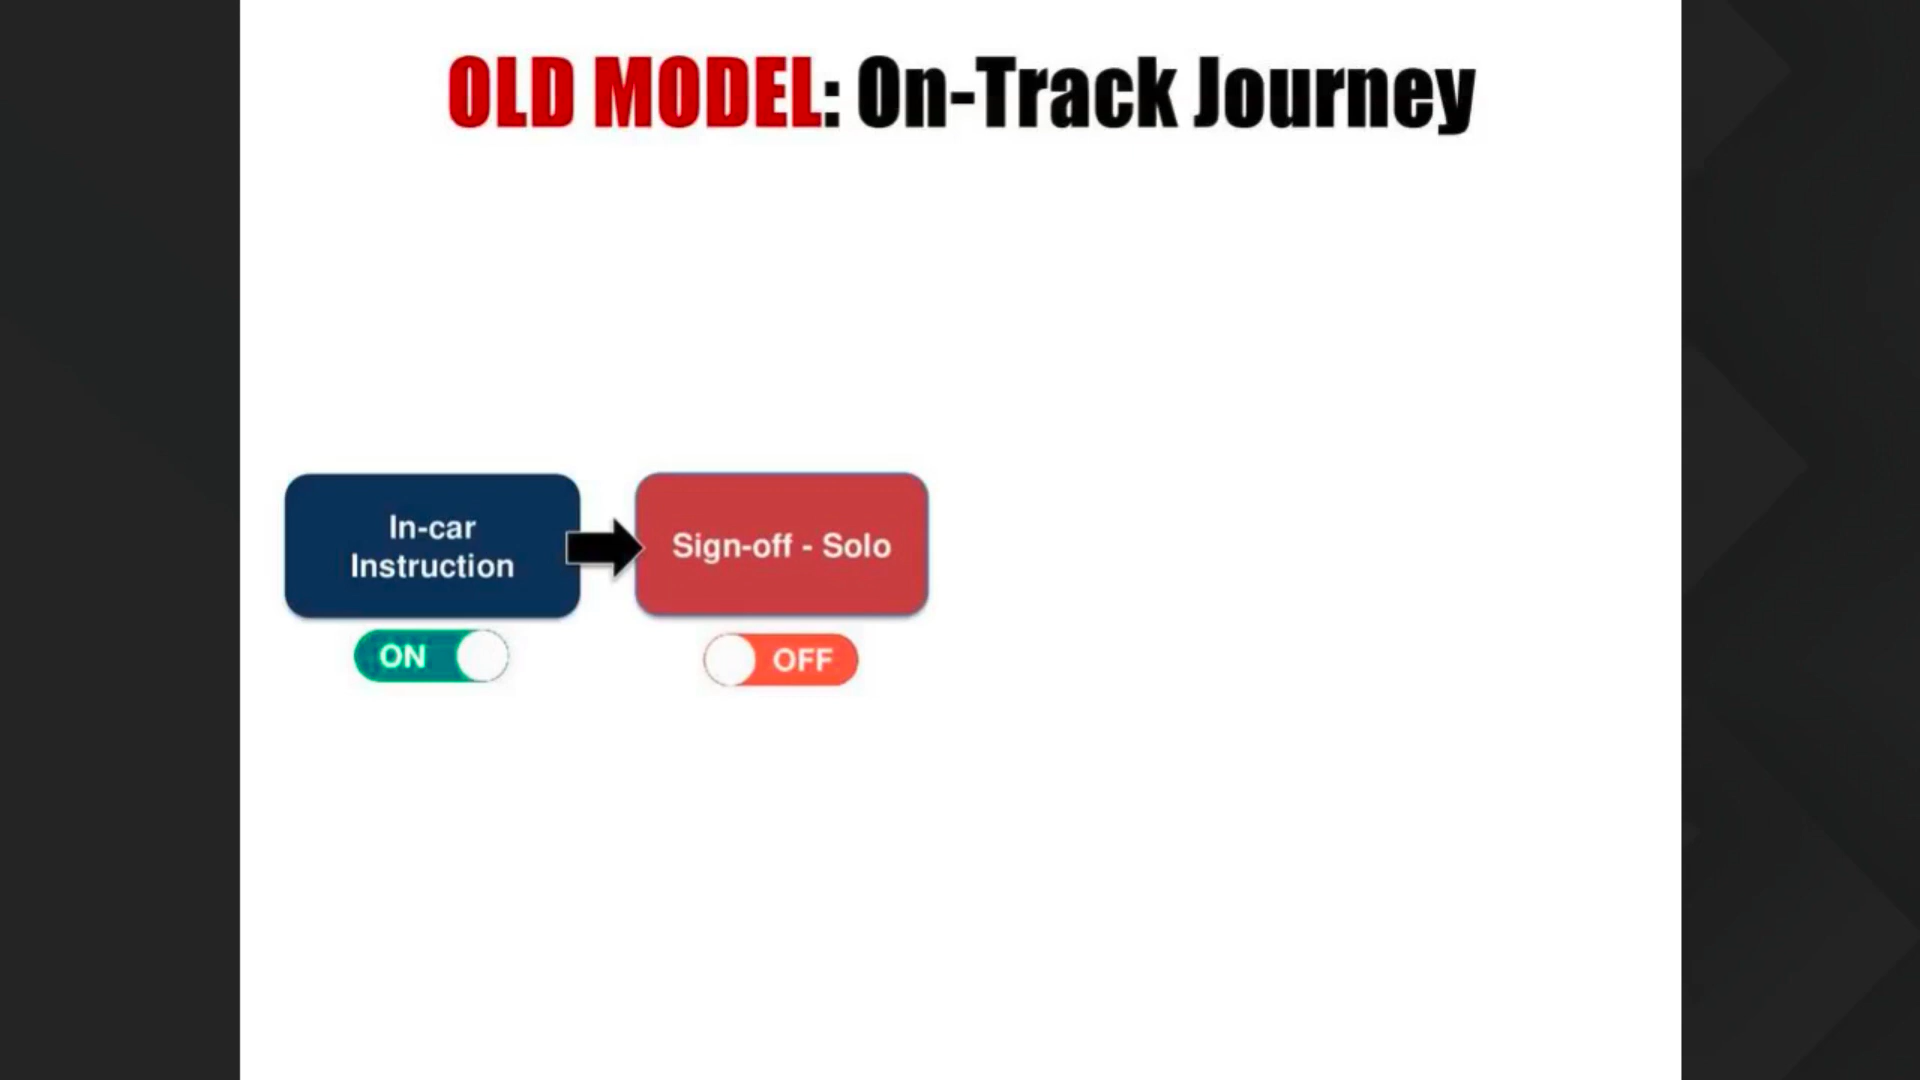 OLD MODEL: On-Track Journey
In-car
Instruction
Sign-off - Solo
ON
OFF